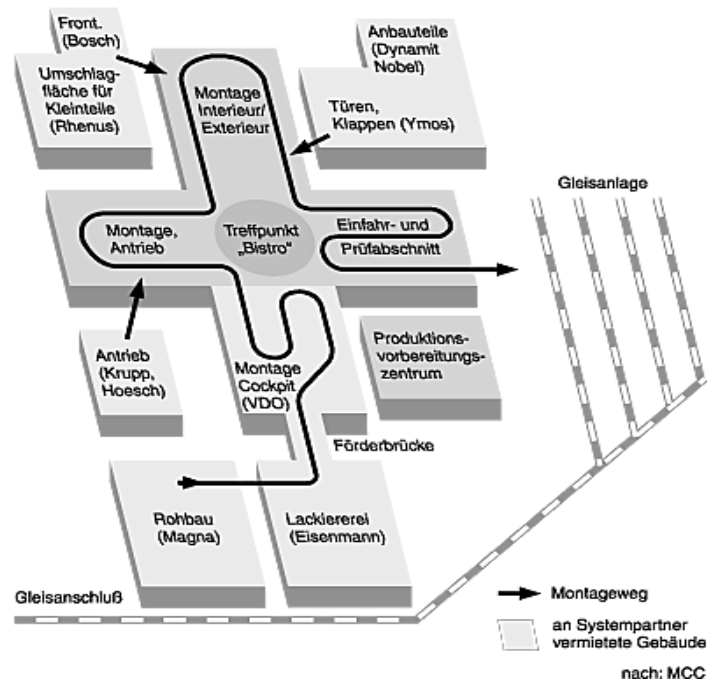 Front.
(Bosch)
Umschlag-
fläche für
Kleinteile
(Rhenus)
Montage
Interieur/
Exterieur
Anbauteile
(Dynamit
Nobel)
Türen,
Klappen (Ymos)
Gleisanlage
Montage,
Antrieb
Treffpunkt
„Bistro“
Einfahr- und
Prüfabschnitt
Antrieb
(Krupp,
Hoesch)
Montage
Cockpit
(VDO)
Produktions-
vorbereitungs-
zentrum
Förderbrücke
Rohbau
(Magna)
Lackiererei
(Eisenmann)
Gleisanschluß
Montageweg
an Systempartner
vermietete Gebäude
nach: MCC